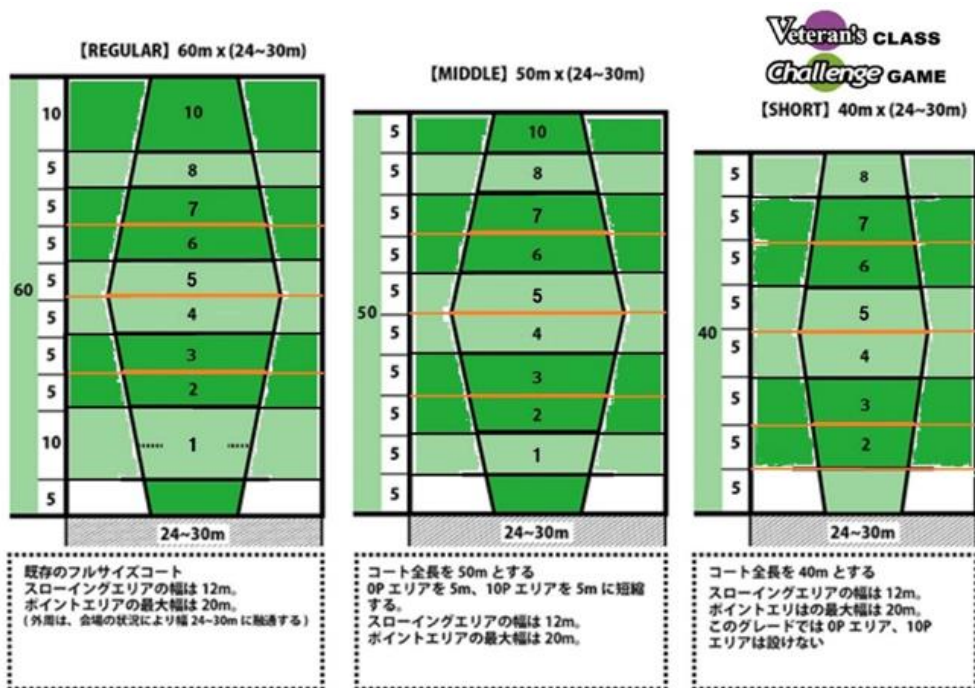 【REGULAR】60m x (24~30m)
60
10
5
5
5
5
5
5
5
10
5
10
8
7
6
5
4
3
2
1
24~30m
既存のフルサイズコート
スローイングエリアの幅は 12m。
ポイントエリアの最大幅は 20m。
( 外周は、会場の状況により幅 24~30m に融通する )
【MIDDLE】50m x (24~30m)
50
5
5
5
5
5
5
5
5
5
5
10
8
7
6
5
4
3
2
1
24~30m
コート全長を 50m とする
0P エリアを 5m、10P エリアを 5m に短縮
する。
スローイングエリアの幅は 12m。
ポイントエリアの最大幅は 20m。
Veteran's CLASS
Challenge GAME
【SHORT】40m x (24~30m)
40
5
5
5
5
5
5
5
5
8
7
6
5
4
3
2
24~30m
コート全長を 40m とする
スローイングエリアの幅は 12m。
ポイントエリはの最大幅は 20m。
このグレードでは 0P エリア、10P
エリアは設けない